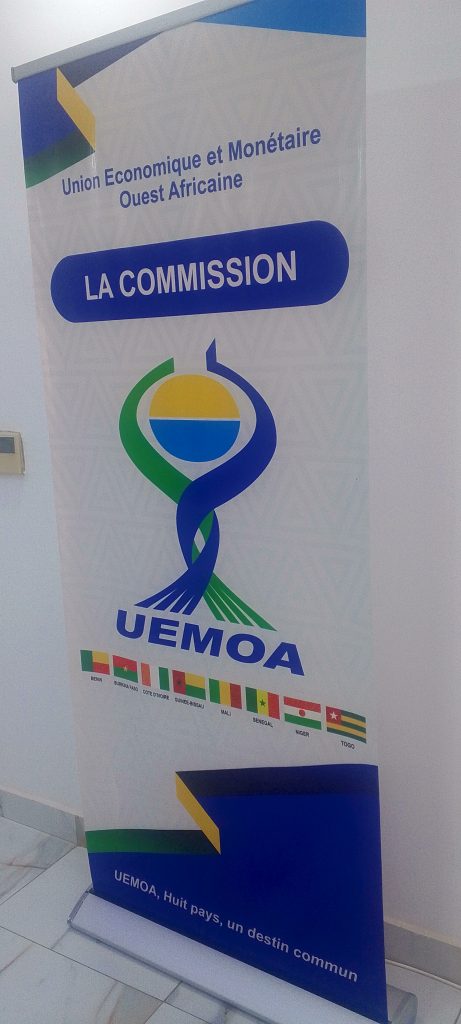 Union Economique et Monétaire
Ouest Africaine
LA COMMISSION
UEMOA
BENIN
BURKINA FASO
COTE D'IVOIRE
GUINEE-BISSAU
MALI
SENEGAL
NIGER
TOGO
UEMOA, Huit pays, un destin commun